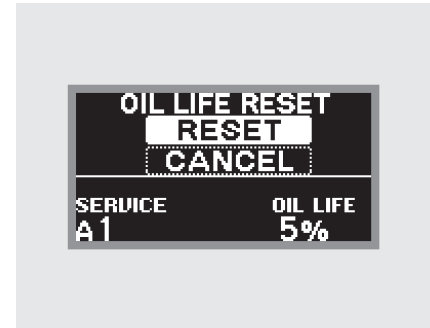 OIL LIFE RESET
RESET
CANCEL
SERVICE OIL LIFE
A1 5%